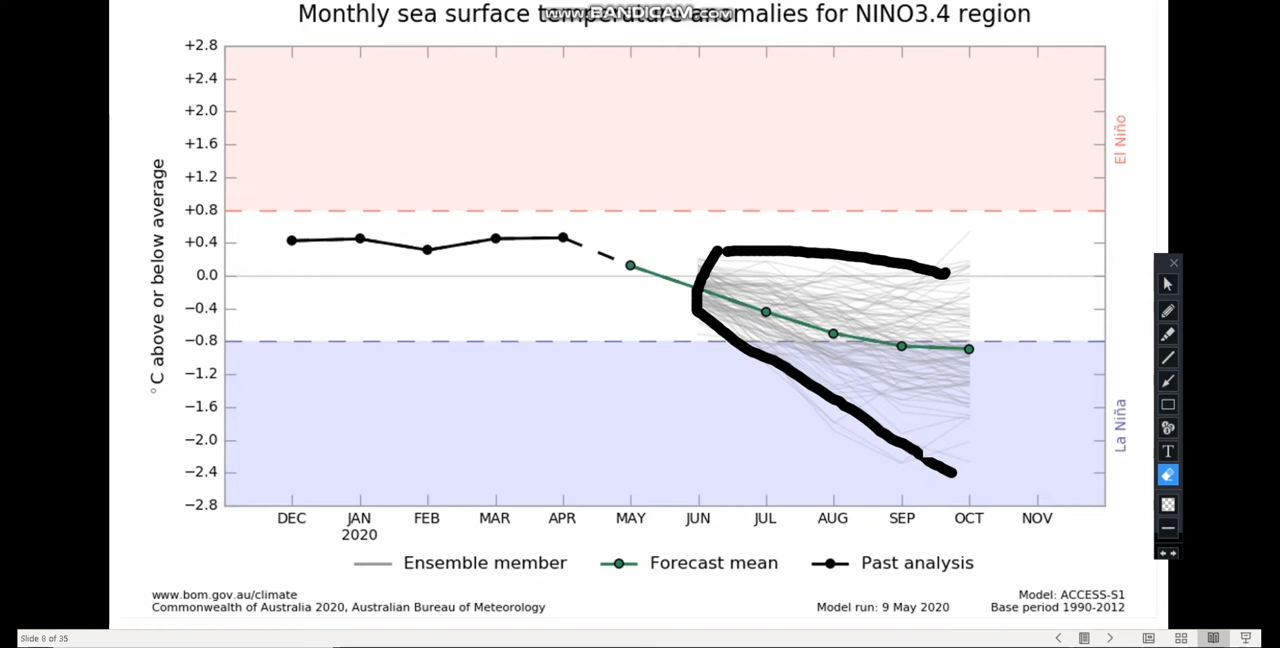 Monthly sea surface temperature anomalies for NINO3.4 region
www.BANDICAM.com
+2.8
+2.4
+2.0
+1.6
+1.2
+0.8
+0.4
0.0
−0.4
−0.8
−1.2
−1.6
−2.0
−2.4
−2.8
°C above or below average
El Niño
La Niña
DEC JAN FEB MAR APR MAY JUN JUL AUG SEP OCT NOV
2020
Ensemble member Forecast mean Past analysis
www.bom.gov.au/climate Model: ACCESS-S1
Commonwealth of Australia 2020, Australian Bureau of Meteorology Model run: 9 May 2020 Base period 1990-2012
T
Slide 8 of 35